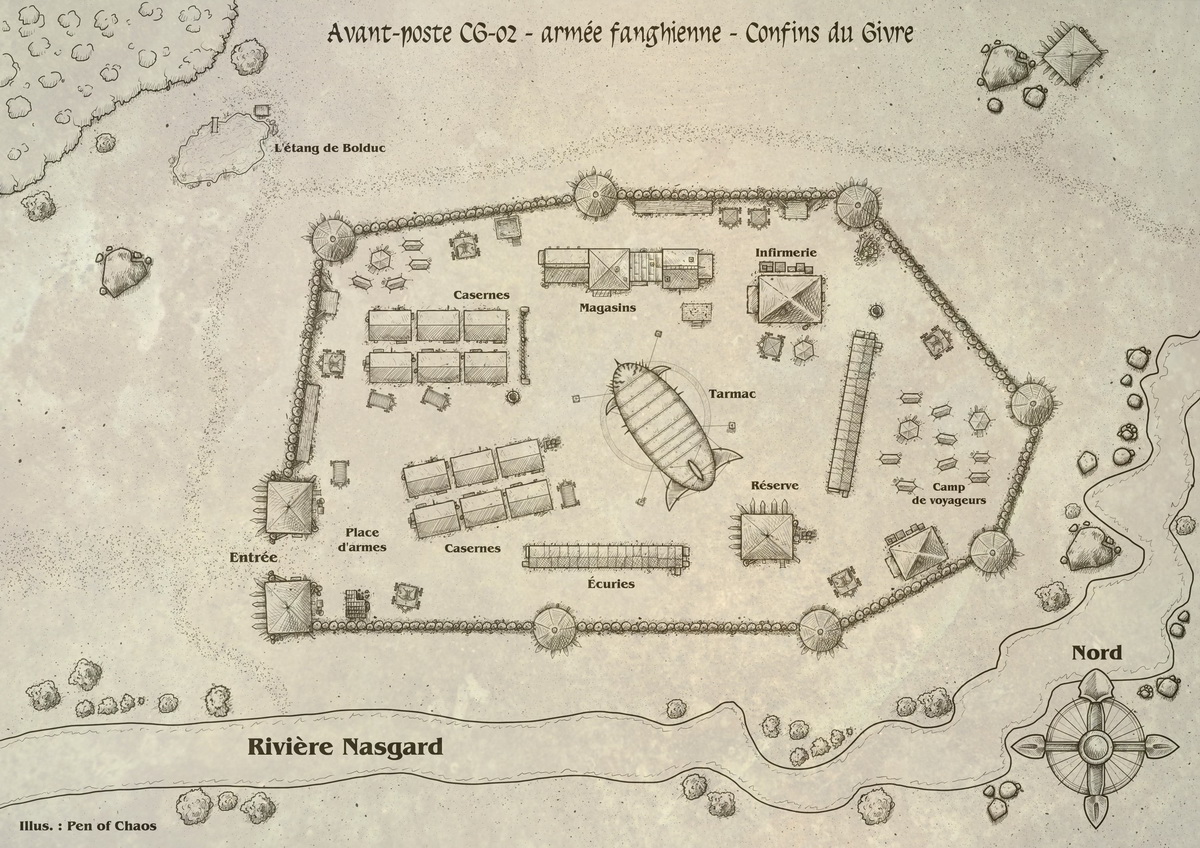 Avant-poste CG-02 - armée fanghienne - Confins du Givre
L'étang de Bolduc
Infirmerie
Casernes
Magasins
Tarmac
Réserve
Camp
de voyageurs
Place
d'armes
Casernes
Entrée
Écuries
Nord
Rivière Nasgard
Illus. : Pen of Chaos